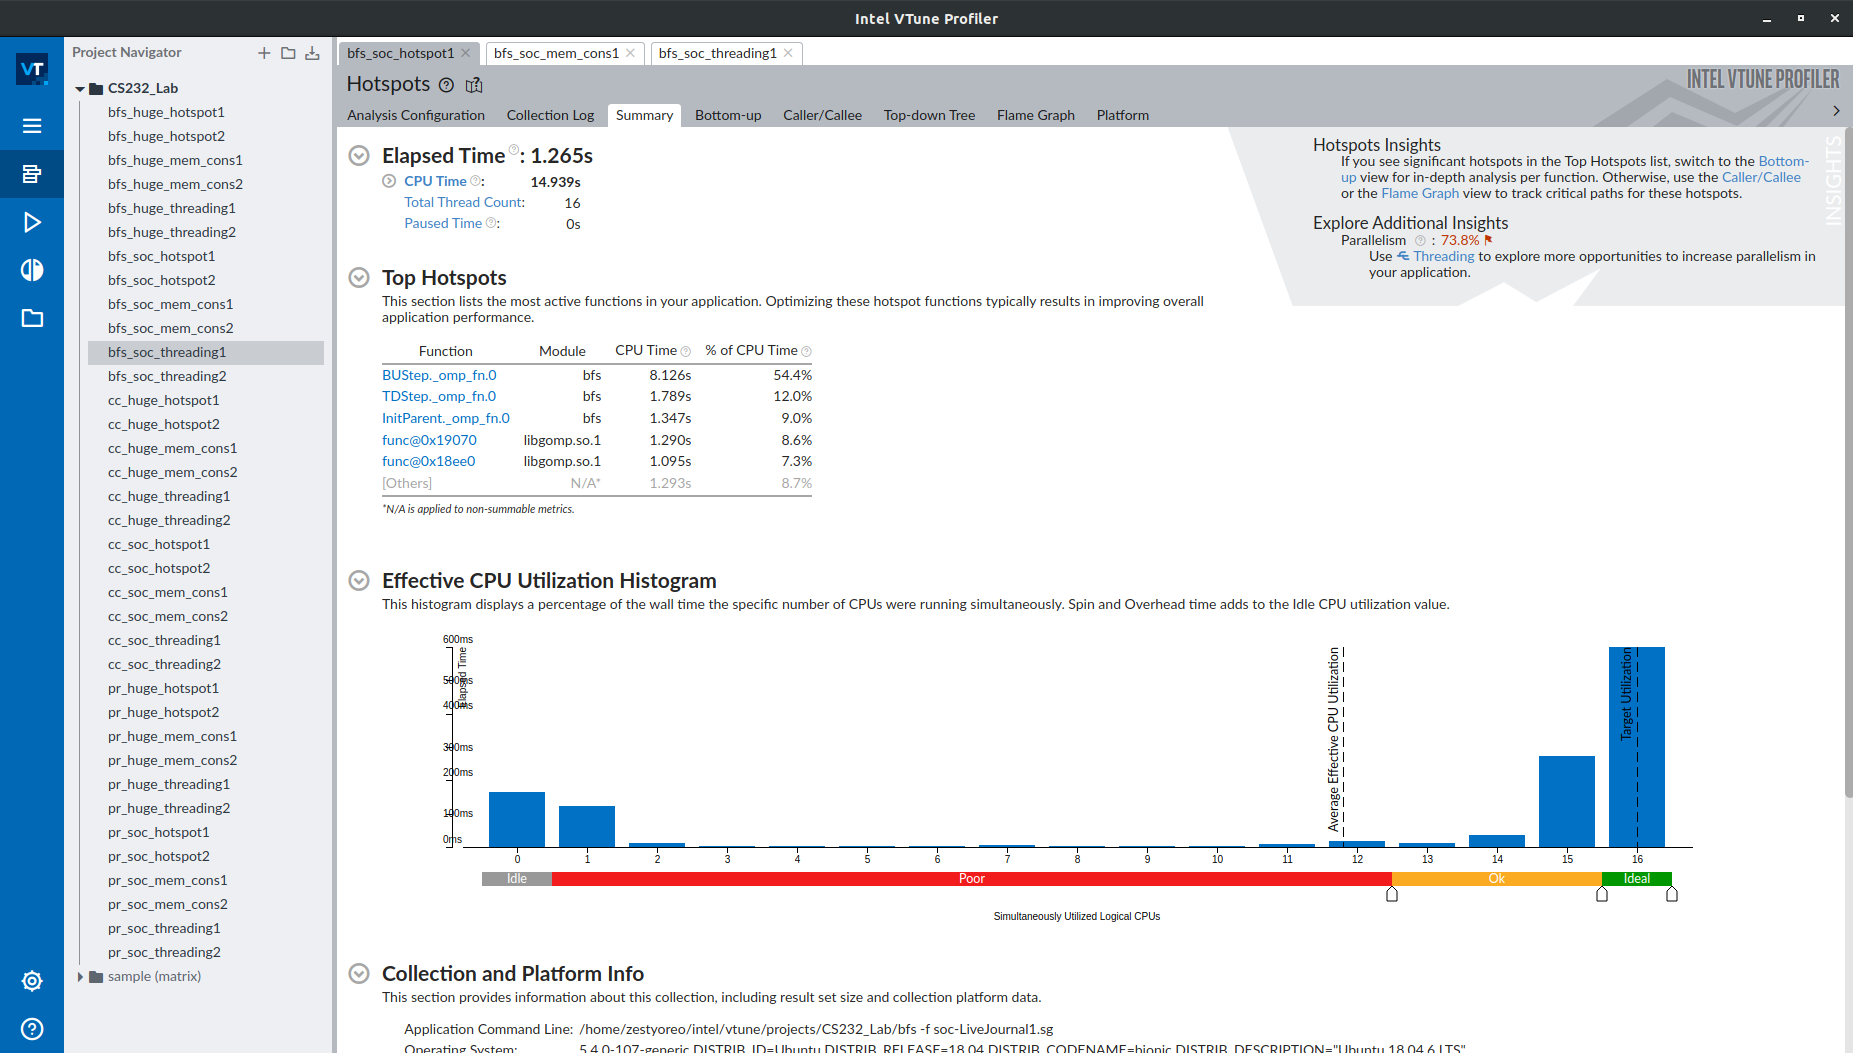 Intel VTune Profiler
VT
Project Navigator
CS232_Lab
bfs_huge_hotspot1
bfs_huge_hotspot2
bfs_huge_mem_cons1
bfs_huge_mem_cons2
bfs_huge_threading1
bfs_huge_threading2
bfs_soc_hotspot1
bfs_soc_hotspot2
bfs_soc_mem_cons1
bfs_soc_mem_cons2
bfs_soc_threading1
bfs_soc_threading2
cc_huge_hotspot1
cc_huge_hotspot2
cc_huge_mem_cons1
cc_huge_mem_cons2
cc_huge_threading1
cc_huge_threading2
cc_soc_hotspot1
cc_soc_hotspot2
cc_soc_mem_cons1
cc_soc_mem_cons2
cc_soc_threading1
cc_soc_threading2
pr_huge_hotspot1
pr_huge_hotspot2
pr_huge_mem_cons1
pr_huge_mem_cons2
pr_huge_threading1
pr_huge_threading2
pr_soc_hotspot1
pr_soc_hotspot2
pr_soc_mem_cons1
pr_soc_mem_cons2
pr_soc_threading1
pr_soc_threading2
sample (matrix)
bfs_soc_hotspot1 bfs_soc_mem_cons1 bfs_soc_threading1
Hotspots
INTEL VTUNE PROFILER
Analysis Configuration Collection Log Summary Bottom-up Caller/Callee Top-down Tree Flame Graph Platform
Elapsed Time: 1.265s
CPU Time: 14.939s
Total Thread Count: 16
Paused Time: 0s
Hotspots Insights
If you see significant hotspots in the Top Hotspots list, switch to the Bottom-
up view for in-depth analysis per function. Otherwise, use the Caller/Callee
or the Flame Graph view to track critical paths for these hotspots.
Explore Additional Insights
Parallelism : 73.8%
Use Threading to explore more opportunities to increase parallelism in
your application.
INSIGHTS
Top Hotspots
This section lists the most active functions in your application. Optimizing these hotspot functions typically results in improving overall
application performance.
Function Module CPU Time % of CPU Time
BUStep._omp_fn.0 bfs 8.126s 54.4%
TDStep._omp_fn.0 bfs 1.789s 12.0%
InitParent._omp_fn.0 bfs 1.347s 9.0%
func@0x19070 libgomp.so.1 1.290s 8.6%
func@0x18ee0 libgomp.so.1 1.095s 7.3%
[Others] N/A* 1.293s 8.7%
*N/A is applied to non-summable metrics.
Effective CPU Utilization Histogram
This histogram displays a percentage of the wall time the specific number of CPUs were running simultaneously. Spin and Overhead time adds to the Idle CPU utilization value.
600ms
500ms
400ms
300ms
200ms
100ms
0ms
Elapsed Time
Average Effective CPU Utilization
Target Utilization
0 1 2 3 4 5 6 7 8 9 10 11 12 13 14 15 16
Idle Poor Ok Ideal
Simultaneously Utilized Logical CPUs
Collection and Platform Info
This section provides information about this collection, including result set size and collection platform data.
Application Command Line: /home/zestyoreo/intel/vtune/projects/CS232_Lab/bfs -f soc-LiveJournal1.sg
Operating System: 5.4.0-107-generic DISTRIB_ID=Ubuntu DISTRIB_RELEASE=18.04 DISTRIB_CODENAME=bionic DISTRIB_DESCRIPTION="Ubuntu 18.04.6 LTS"